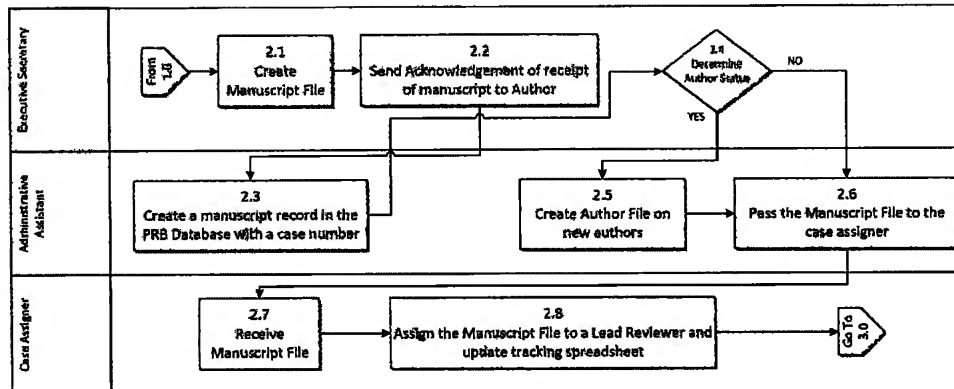 Executive Secretary
From
1.0
2.1
Create
Manuscript File
2.2
Send Acknowledgement of receipt
of manuscript to Author
2.4
Determine
Author Status
NO
YES
Administrative
Assistant
2.3
Create a manuscript record in the
PRB Database with a case number
2.5
Create Author File on
new authors
2.6
Pass the Manuscript File to the
case assigner
Case Assigner
2.7
Receive
Manuscript File
2.8
Assign the Manuscript File to a Lead Reviewer and
update tracking spreadsheet
Go To
3.0